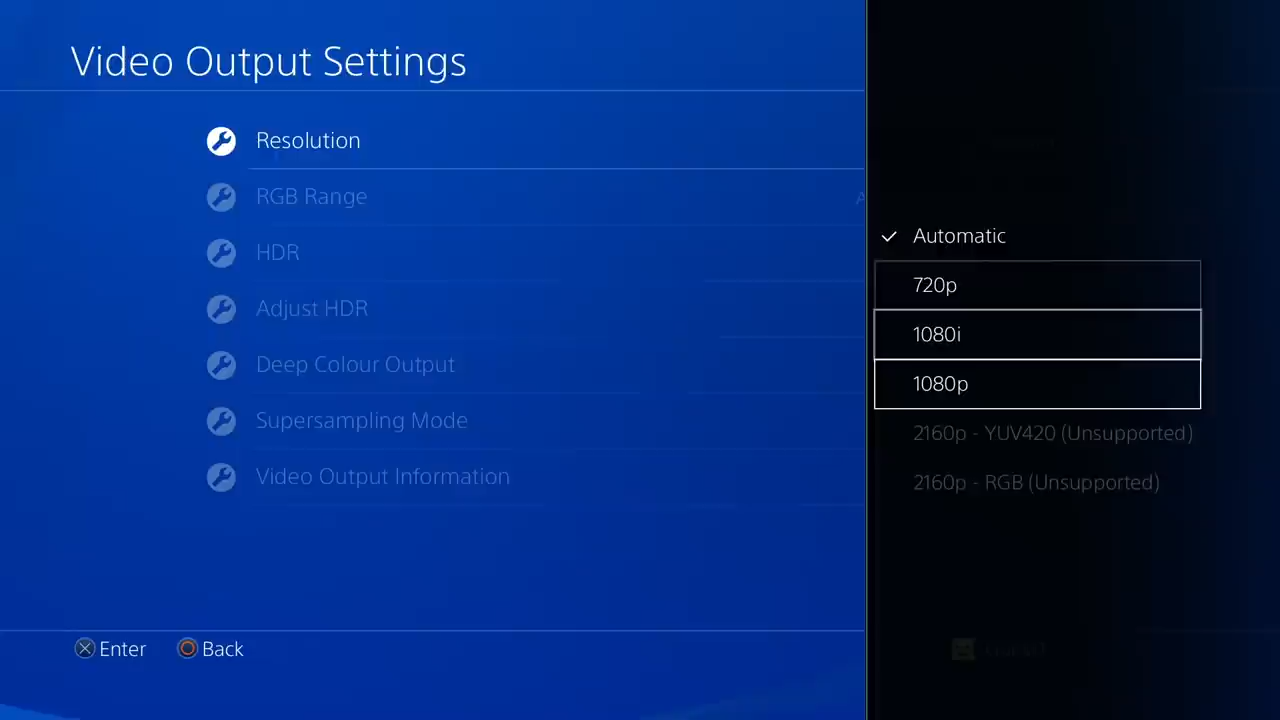 Video Output Settings
Resolution
RGB Range
HDR
Adjust HDR
Deep Colour Output
Supersampling Mode
Video Output Information
Automatic
720p
1080i
1080p
2160p - YUV420 (Unsupported)
2160p - RGB (Unsupported)
Enter
Back